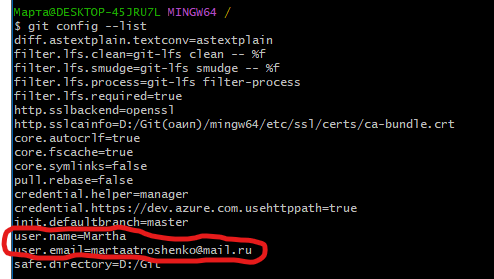 Марта@DESKTOP-45JRU7L MINGW64 /
$ git config --list
diff.astextplain.textconv=astextplain
filter.lfs.clean=git-lfs clean -- %f
filter.lfs.smudge=git-lfs smudge -- %f
filter.lfs.process=git-lfs filter-process
filter.lfs.required=true
http.sslbackend=openssl
http.sslcainfo=D:/Git(оаип)/mingw64/etc/ssl/certs/ca-bundle.crt
core.autocrlf=true
core.fscache=true
core.symlinks=false
pull.rebase=false
credential.helper=manager
credential.https://dev.azure.com.usehttppath=true
init.defaultbranch=master
user.name=Martha
user.email=martaatroshenko@mail.ru
safe.directory=D:/Git